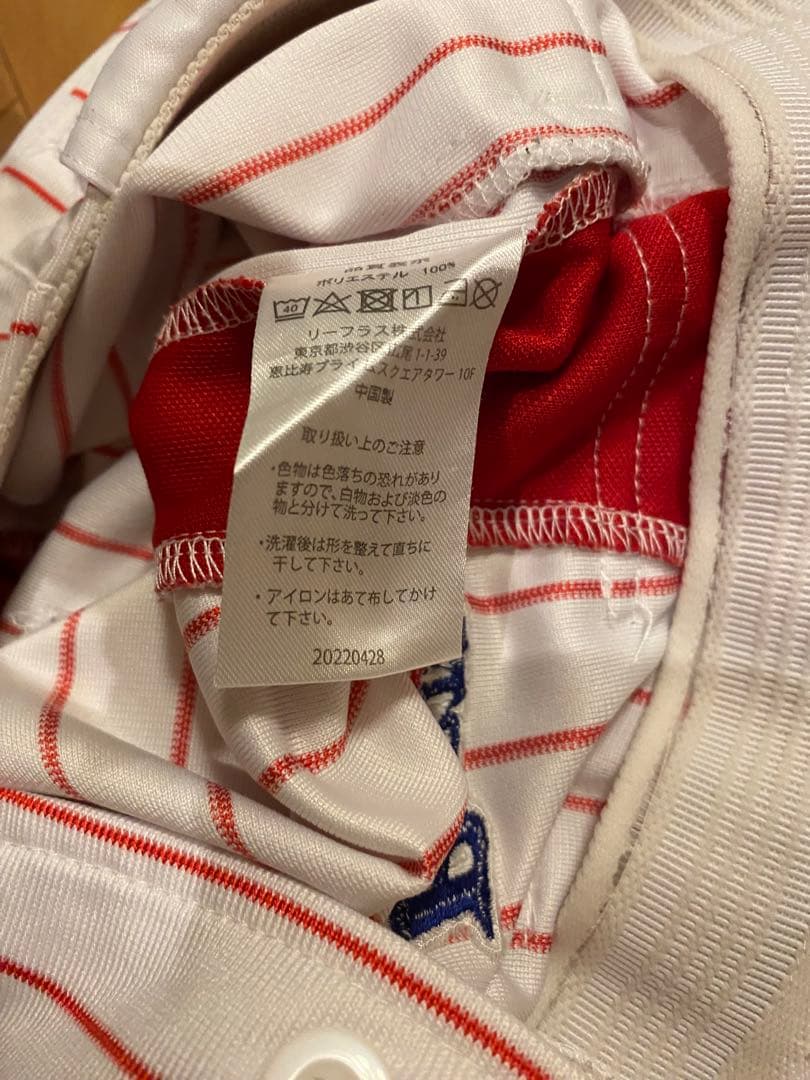 品質表示
ポリエステル 100%
40
リーフラス株式会社
東京都渋谷区広尾1-1-39
恵比寿プライムスクエアタワー10F
中国製
取り扱い上のご注意
・色物は色落ちの恐れがあり
ますので、白物および淡色の
物と分けて洗って下さい。
・洗濯後は形を整えて直ちに
干して下さい。
・アイロンはあて布してかけ
て下さい。
20220428